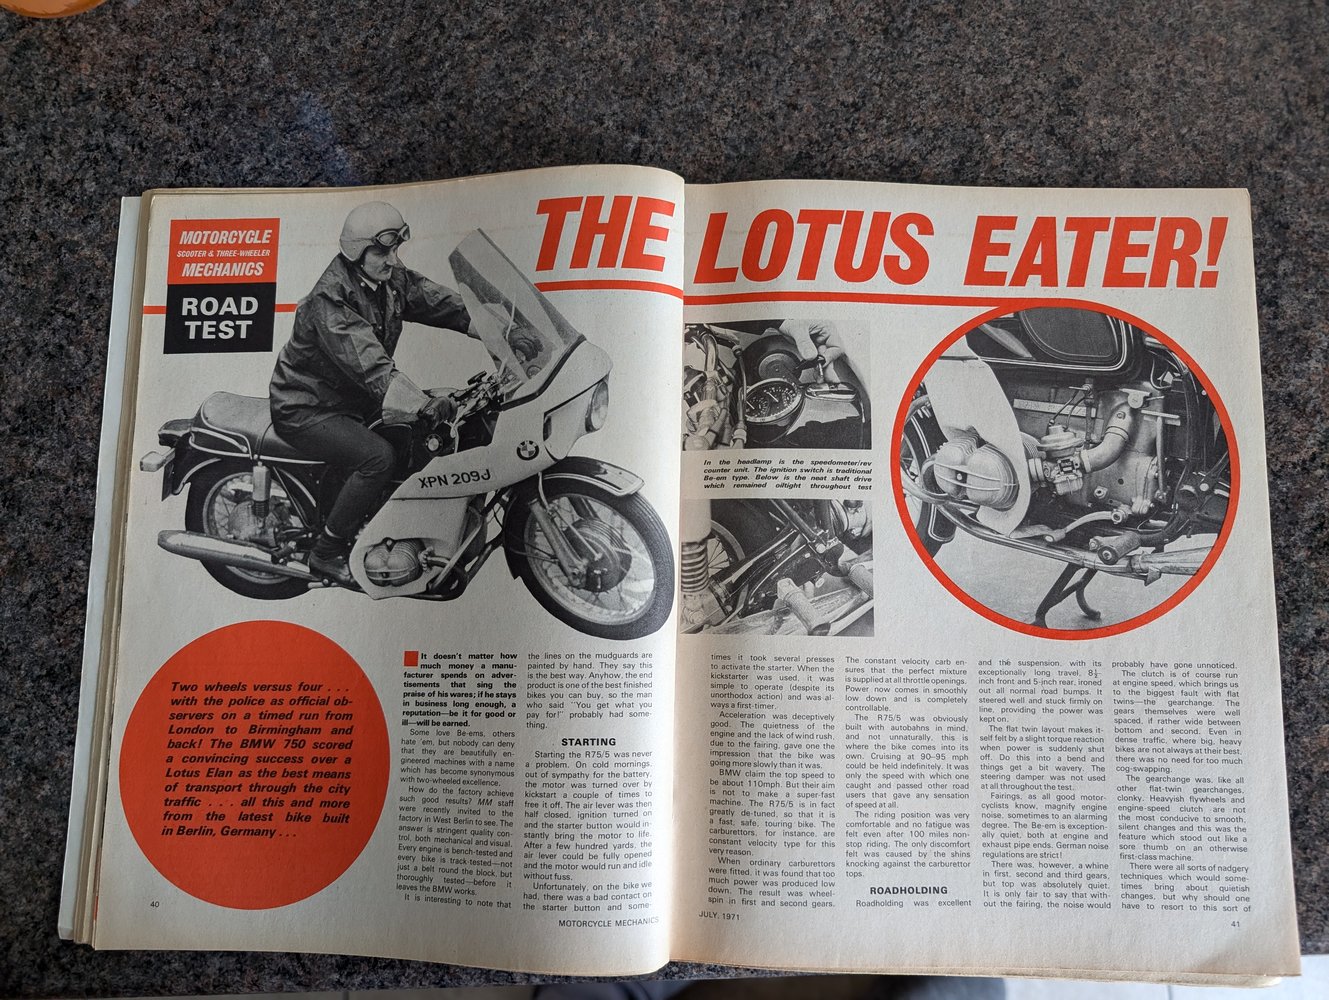 MOTORCYCLE
SCOOTER & THREE-WHEELER
MECHANICS
ROAD
TEST
THE LOTUS EATER!
XPN 209J
In the headlamp is the speedometer/rev
counter unit. The ignition switch is traditional
Be-em type. Below is the neat shaft drive
which remained oiltight throughout test
Two wheels versus four . . .
with the police as official ob-
servers on a timed run from
London to Birmingham and
back! The BMW 750 scored
a convincing success over a
Lotus Elan as the best means
of transport through the city
traffic . . . all this and more
from the latest bike built
in Berlin, Germany . . .
It doesn't matter how
much money a manu-
facturer spends on adver-
tisements that sing the
praise of his wares; if he stays
in business long enough, a
reputation—be it for good or
ill—will be earned.
Some love Be-ems, others
hate 'em, but nobody can deny
that they are beautifully en-
gineered machines with a name
which has become synonymous
with two-wheeled excellence.
How do the factory achieve
such good results? MM staff
were recently invited to the
factory in West Berlin to see. The
answer is stringent quality con-
trol, both mechanical and visual.
Every engine is bench-tested and
every bike is track-tested—not
just a belt round the block, but
thoroughly tested—before it
leaves the BMW works.
It is interesting to note that
the lines on the mudguards are
painted by hand. They say this
is the best way. Anyhow, the end
product is one of the best finished
bikes you can buy, so the man
who said "You get what you
pay for!" probably had some-
thing.
STARTING
Starting the R75/5 was never
a problem. On cold mornings,
out of sympathy for the battery,
the motor was turned over by
kickstart a couple of times to
free it off. The air lever was then
half closed, ignition turned on
and the starter button would in-
stantly bring the motor to life.
After a few hundred yards, the
air lever could be fully opened
and the motor would run and idle
without fuss.
Unfortunately, on the bike we
had, there was a bad contact on
the starter button and some-
times it took several presses
to activate the starter. When the
kickstarter was used, it was
simple to operate (despite its
unorthodox action) and was al-
ways a first-timer.
Acceleration was deceptively
good. The quietness of the
engine and the lack of wind rush,
due to the fairing, gave one the
impression that the bike was
going more slowly than it was.
BMW claim the top speed to
be about 110mph. But their aim
is not to make a super-fast
machine. The R75/5 is in fact
greatly de-tuned, so that it is
a fast, safe, touring bike. The
carburettors, for instance, are
constant velocity type for this
very reason.
When ordinary carburettors
were fitted, it was found that too
much power was produced low
down. The result was wheel-
spin in first and second gears.
The constant velocity carb en-
sures that the perfect mixture
is supplied at all throttle openings.
Power now comes in smoothly
low down and is completely
controllable.
The R75/5 was obviously
built with autobahns in mind,
and not unnaturally, this is
where the bike comes into its
own. Cruising at 90–95 mph
could be held indefinitely. It was
only the speed with which one
caught and passed other road
users that gave any sensation
of speed at all.
The riding position was very
comfortable and no fatigue was
felt even after 100 miles non-
stop riding. The only discomfort
felt was caused by the shins
knocking against the carburettor
tops.
ROADHOLDING
Roadholding was excellent
and the suspension, with its
exceptionally long travel, 8½-
inch front and 5-inch rear, ironed
out all normal road bumps. It
steered well and stuck firmly on
line, providing the power was
kept on.
The flat twin layout makes it-
self felt by a slight torque reaction
when power is suddenly shut
off. Do this into a bend and
things get a bit wavery. The
steering damper was not used
at all throughout the test.
Fairings, as all good motor-
cyclists know, magnify engine
noise, sometimes to an alarming
degree. The Be-em is exception-
ally quiet, both at engine and
exhaust pipe ends. German noise
regulations are strict!
There was, however, a whine
in first, second and third gears,
but top was absolutely quiet.
It is only fair to say that with-
out the fairing, the noise would
probably have gone unnoticed.
The clutch is of course run
at engine speed, which brings us
to the biggest fault with flat
twins—the gearchange. The
gears themselves were well
spaced, if rather wide between
bottom and second. Even in
dense traffic, where big, heavy
bikes are not always at their best,
there was no need for too much
cog-swapping.
The gearchange was, like all
other flat-twin gearchanges,
clonky. Heavyish flywheels and
engine-speed clutch are not
the most conducive to smooth,
silent changes and this was the
feature which stood out like a
sore thumb on an otherwise
first-class machine.
There are all sorts of nadgery
techniques which would some-
times bring about quietish
changes, but why should one
have to resort to this sort of
40
MOTORCYCLE MECHANICS
JULY, 1971
41